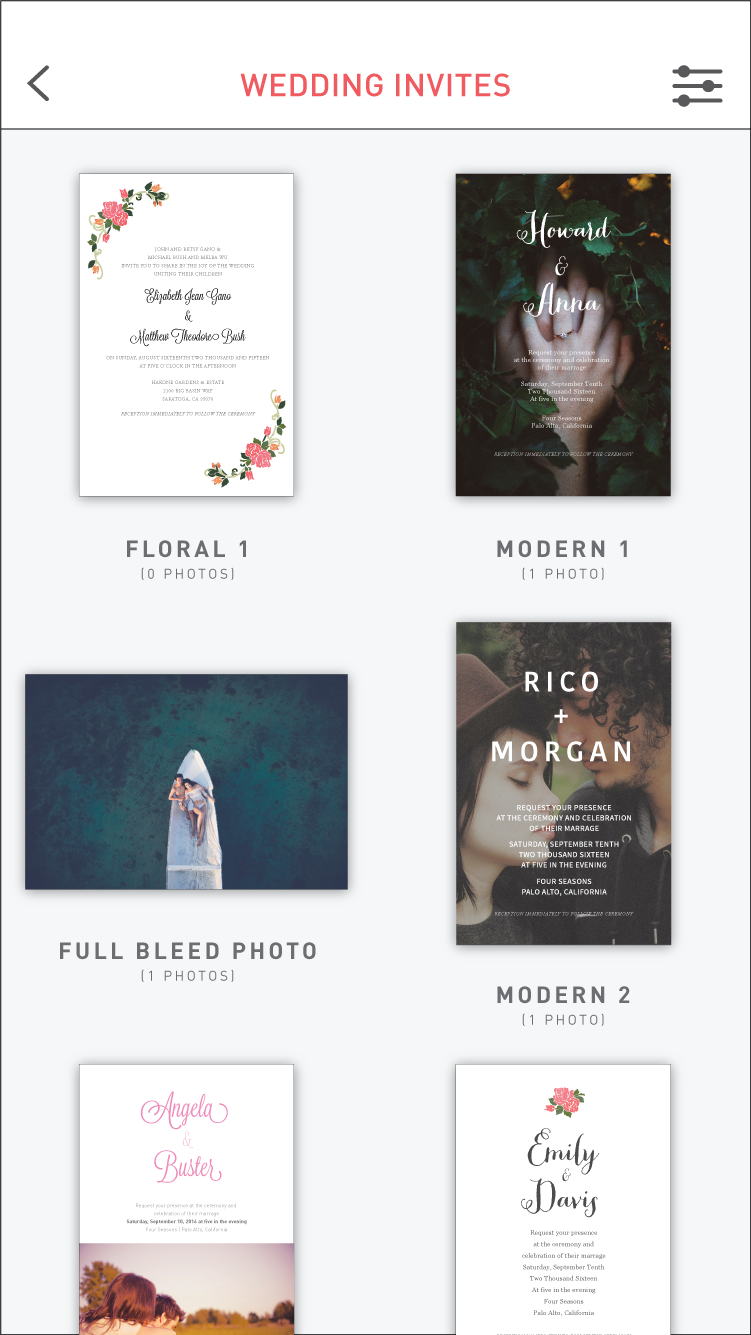 WEDDING INVITES
JOHN AND BETSY GANO &
MICHAEL BUSH AND MELBA WU
INVITE YOU TO SHARE IN THE JOY OF THE WEDDING
UNITING THEIR CHILDREN
Elizabeth Jean Gano
&
Matthew Theodore Bush
ON SUNDAY, AUGUST SIXTEENTH TWO THOUSAND AND FIFTEEN
AT FIVE O'CLOCK IN THE AFTERNOON
HAKONE GARDENS & ESTATE
2100 BIG BASIN WAY
SARATOGA, CA 95070
RECEPTION IMMEDIATELY TO FOLLOW THE CEREMONY
FLORAL 1
(0 PHOTOS)
Howard
&
Anna
Request your presence
at the ceremony and celebration
of their marriage
Saturday, September Tenth
Two Thousand Sixteen
At five in the evening
Four Seasons
Palo Alto, California
RECEPTION IMMEDIATELY TO FOLLOW THE CEREMONY
MODERN 1
(1 PHOTO)
FULL BLEED PHOTO
(1 PHOTOS)
RICO
+
MORGAN
REQUEST YOUR PRESENCE
AT THE CEREMONY AND CELEBRATION
OF THEIR MARRAGE
SATURDAY, SEPTEMBER TENTH
TWO THOUSAND SIXTEEN
AT FIVE IN THE EVENING
FOUR SEASONS
PALO ALTO, CALIFORNIA
RECEPTION IMMEDIATELY TO FOLLOW THE CEREMONY
MODERN 2
(1 PHOTO)
Angela
&
Buster
Request your presence at the ceremony and
celebration of their marriage
Saturday, September 10, 2016 at five in the evening
Four Seasons | Palo Alto, California
Emily
&
Davis
Request your presence
at the ceremony and
celebration of their marriage
Saturday, September Tenth
Two Thousand Sixteen
At five in the evening
Four Seasons
Palo Alto, California